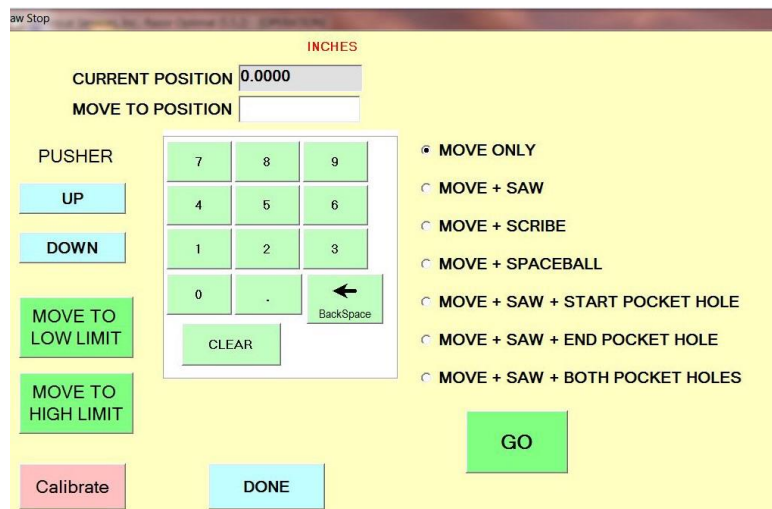 aw Stop
INCHES
CURRENT POSITION 0.0000
MOVE TO POSITION
PUSHER
UP
DOWN
MOVE TO
LOW LIMIT
MOVE TO
HIGH LIMIT
Calibrate
7 8 9
4 5 6
1 2 3
0 .
BackSpace
CLEAR
DONE
MOVE ONLY
MOVE + SAW
MOVE + SCRIBE
MOVE + SPACEBALL
MOVE + SAW + START POCKET HOLE
MOVE + SAW + END POCKET HOLE
MOVE + SAW + BOTH POCKET HOLES
GO